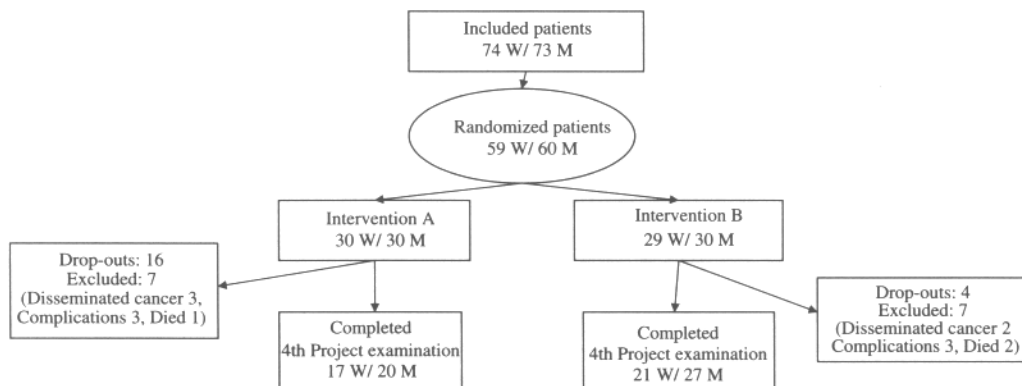 Included patients
74 W/ 73 M
Randomized patients
59 W/ 60 M
Intervention A
30 W/ 30 M
Intervention B
29 W/ 30 M
Drop-outs: 16
Excluded: 7
(Disseminated cancer 3,
Complications 3, Died 1)
Completed
4th Project examination
17 W/ 20 M
Completed
4th Project examination
21 W/ 27 M
Drop-outs: 4
Excluded: 7
(Disseminated cancer 2
Complications 3, Died 2)